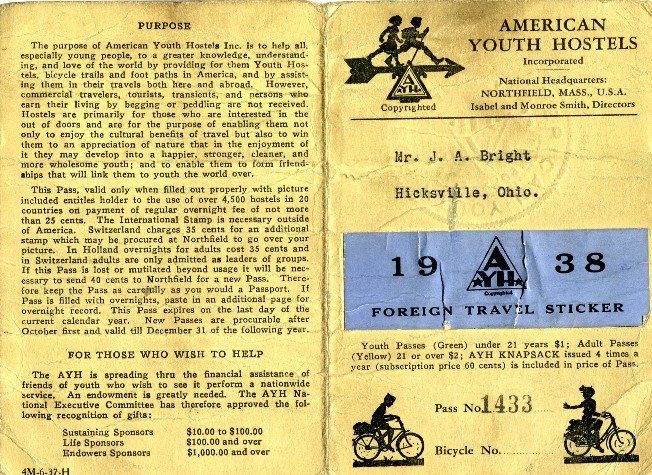 PURPOSE
The purpose of American Youth Hostels Inc. is to help all,
especially young people, to a greater knowledge, understand-
ing, and love of the world by providing for them Youth Hos-
tels, bicycle trails and foot paths in America, and by assist-
ing them in their travels both here and abroad. However,
commercial travelers, tourists, transients, and persons who
earn their living by begging or peddling are not received.
Hostels are primarily for those who are interested in the
out of doors and are for the purpose of enabling them not
only to enjoy the cultural benefits of travel but also to win
them to an appreciation of nature that in the enjoyment of
it they may develop into a happier, stronger, cleaner, and
more wholesome youth; and to enable them to form friend-
ships that will link them to youth the world over.
This Pass, valid only when filled out properly with picture
included entitles holder to the use of over 4,500 hostels in 20
countries on payment of regular overnight fee of not more
than 25 cents. The International Stamp is necessary outside
of America. Switzerland charges 35 cents for an additional
stamp which may be procured at Northfield to go over your
picture. In Holland overnights for adults cost 35 cents and
in Switzerland adults are only admitted as leaders of groups.
If this Pass is lost or mutilated beyond usage it will be nec-
essary to send 40 cents to Northfield for a new Pass. There-
fore keep the Pass as carefully as you would a Passport. If
Pass is filled with overnights, paste in an additional page for
overnight record. This Pass expires on the last day of the
current calendar year. New Passes are procurable after
October first and valid till December 31 of the following year.
FOR THOSE WHO WISH TO HELP
The AYH is spreading thru the financial assistance of
friends of youth who wish to see it perform a nationwide
service. An endowment is greatly needed. The AYH Na-
tional Executive Committee has therefore approved the fol-
lowing recognition of gifts:
Sustaining Sponsors $10.00 to $100.00
Life Sponsors $100.00 and over
Endowers Sponsors $1,000.00 and over
4M-6-37-H
AYH
Copyrighted
AMERICAN
YOUTH HOSTELS
Incorporated
National Headquarters:
NORTHFIELD, MASS., U.S.A.
Isabel and Monroe Smith, Directors
Mr. J. A. Bright
Hicksville, Ohio.
19 AYH 38
Copyrighted
FOREIGN TRAVEL STICKER
Youth Passes (Green) under 21 years $1; Adult Passes
(Yellow) 21 or over $2; AYH KNAPSACK issued 4 times a
year (subscription price 60 cents) is included in price of Pass.
Pass No. 1433
Bicycle No.